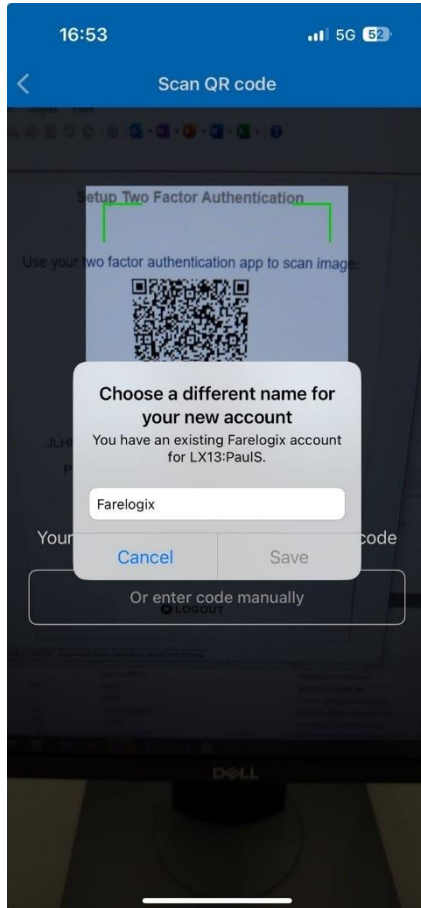 16:53
5G 52
Scan QR code
Setup Two Factor Authentication
Use your two factor authentication app to scan image:
Choose a different name for
your new account
You have an existing Farelogix account
for LX13:PaulS.
JLH
P
Farelogix
Your
code
Cancel
Save
Or enter code manually
LOGOUT
DELL